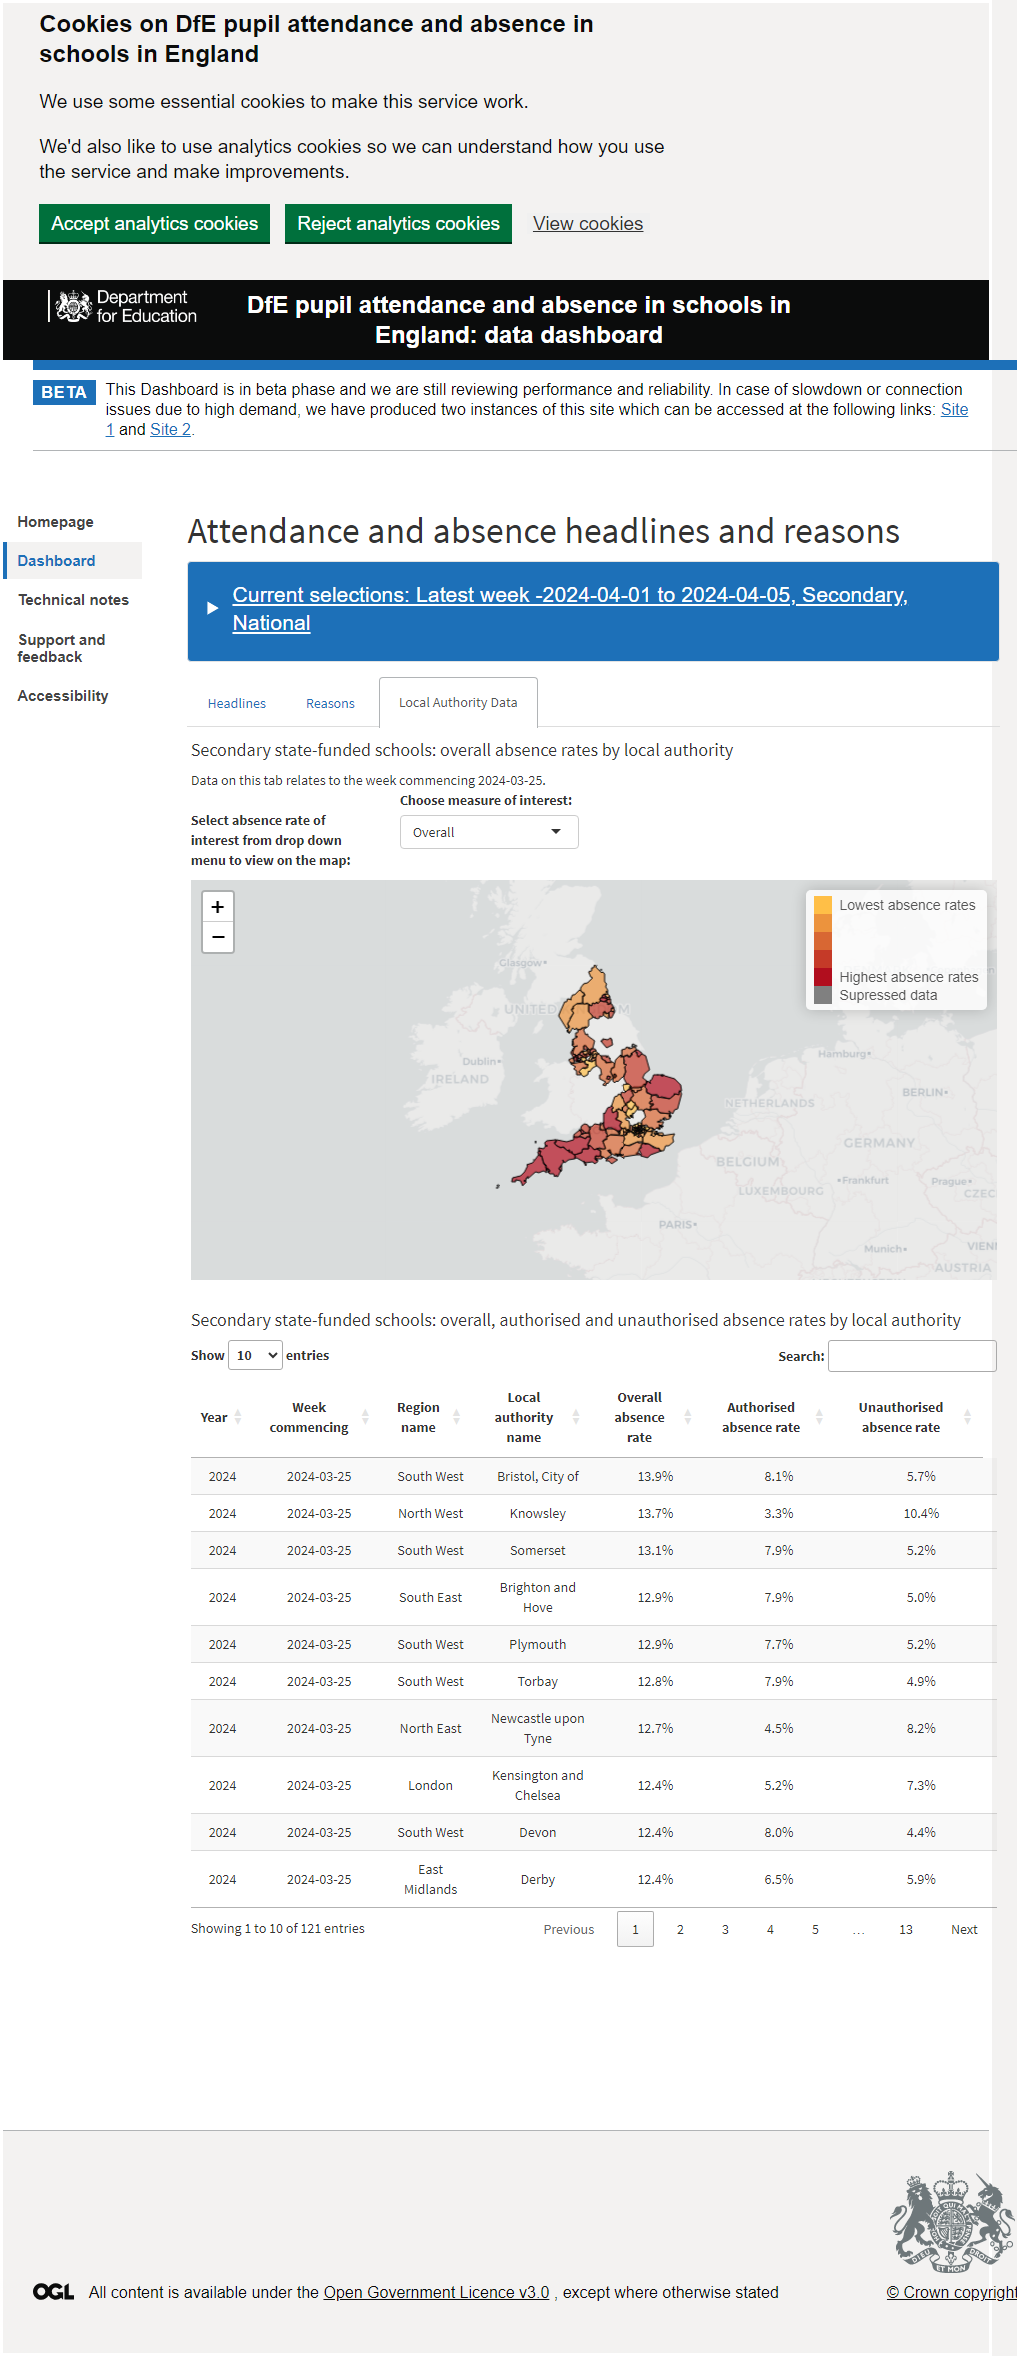 Cookies on DfE pupil attendance and absence in
schools in England
We use some essential cookies to make this service work.
We'd also like to use analytics cookies so we can understand how you use
the service and make improvements.
Accept analytics cookies
Reject analytics cookies
View cookies
Department
for Education
DfE pupil attendance and absence in schools in
England: data dashboard
BETA
This Dashboard is in beta phase and we are still reviewing performance and reliability. In case of slowdown or connection
issues due to high demand, we have produced two instances of this site which can be accessed at the following links: Site
1 and Site 2.
Homepage
Dashboard
Technical notes
Support and
feedback
Accessibility
Attendance and absence headlines and reasons
Current selections: Latest week -2024-04-01 to 2024-04-05, Secondary,
National
Headlines
Reasons
Local Authority Data
Secondary state-funded schools: overall absence rates by local authority
Data on this tab relates to the week commencing 2024-03-25.
Select absence rate of
interest from drop down
menu to view on the map:
Choose measure of interest:
Overall
+
−
Lowest absence rates
Highest absence rates
Supressed data
Glasgow
UNITED KINGDOM
Dublin
IRELAND
Hamburg
BERLIN
NETHERLANDS
GERMANY
BELGIUM
Frankfurt
Prague
LUXEMBOURG
CZEC
PARIS
Munich
VIEN
AUSTRIA
Secondary state-funded schools: overall, authorised and unauthorised absence rates by local authority
Show 10 entries
Search:
Year Week commencing Region name Local authority name Overall absence rate Authorised absence rate Unauthorised absence rate
2024 2024-03-25 South West Bristol, City of 13.9% 8.1% 5.7%
2024 2024-03-25 North West Knowsley 13.7% 3.3% 10.4%
2024 2024-03-25 South West Somerset 13.1% 7.9% 5.2%
2024 2024-03-25 South East Brighton and Hove 12.9% 7.9% 5.0%
2024 2024-03-25 South West Plymouth 12.9% 7.7% 5.2%
2024 2024-03-25 South West Torbay 12.8% 7.9% 4.9%
2024 2024-03-25 North East Newcastle upon Tyne 12.7% 4.5% 8.2%
2024 2024-03-25 London Kensington and Chelsea 12.4% 5.2% 7.3%
2024 2024-03-25 South West Devon 12.4% 8.0% 4.4%
2024 2024-03-25 East Midlands Derby 12.4% 6.5% 5.9%
Showing 1 to 10 of 121 entries
Previous 1 2 3 4 5 … 13 Next
OGL All content is available under the Open Government Licence v3.0 , except where otherwise stated
© Crown copyright